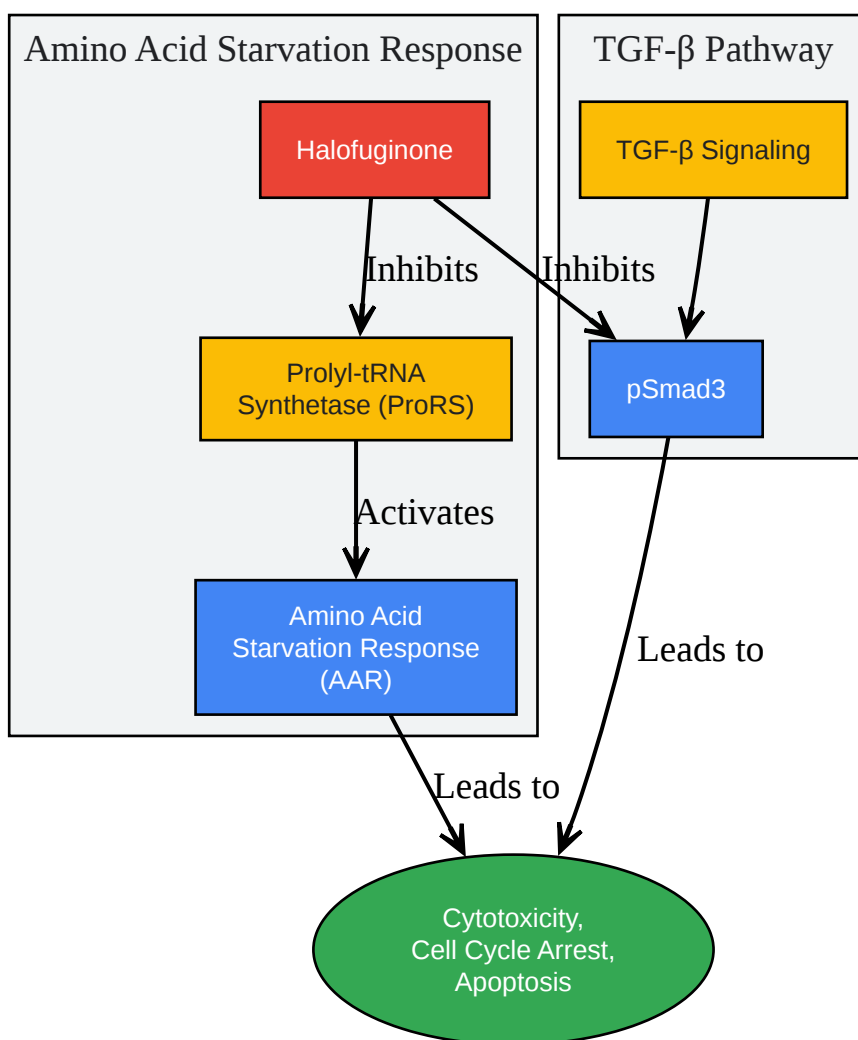 Amino Acid Starvation Response
TGF-β Pathway
Halofuginone
TGF-β Signaling
Inhibits
Inhibits
Prolyl-tRNA
Synthetase (ProRS)
pSmad3
Activates
Amino Acid
Starvation Response
(AAR)
Leads to
Leads to
Cytotoxicity,
Cell Cycle Arrest,
Apoptosis